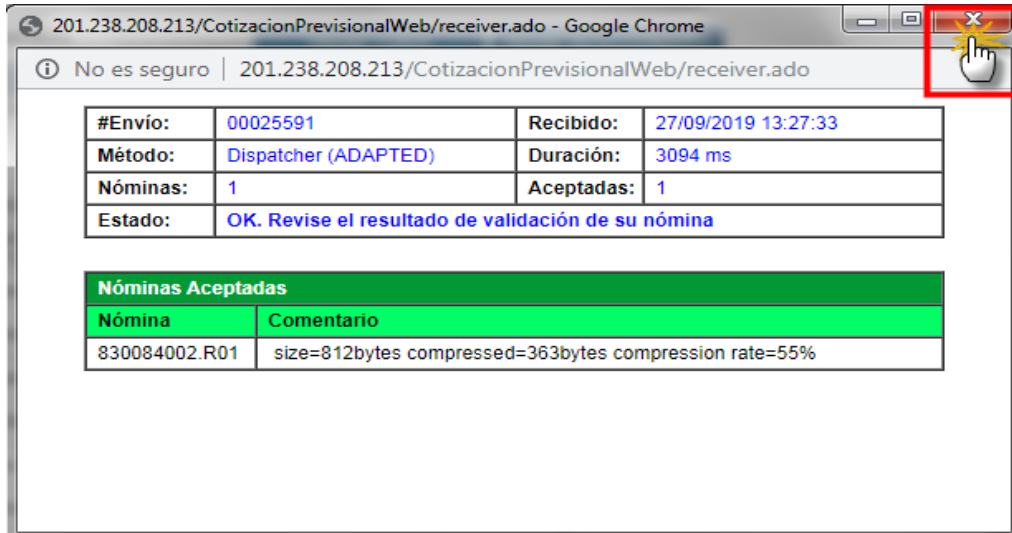 201.238.208.213/CotizacionPrevisionalWeb/receiver.ado - Google Chrome
No es seguro | 201.238.208.213/CotizacionPrevisionalWeb/receiver.ado
#Envío: 00025591 Recibido: 27/09/2019 13:27:33
Método: Dispatcher (ADAPTED) Duración: 3094 ms
Nóminas: 1 Aceptadas: 1
Estado: OK. Revise el resultado de validación de su nómina
Nóminas Aceptadas
Nómina Comentario
830084002.R01 size=812bytes compressed=363bytes compression rate=55%